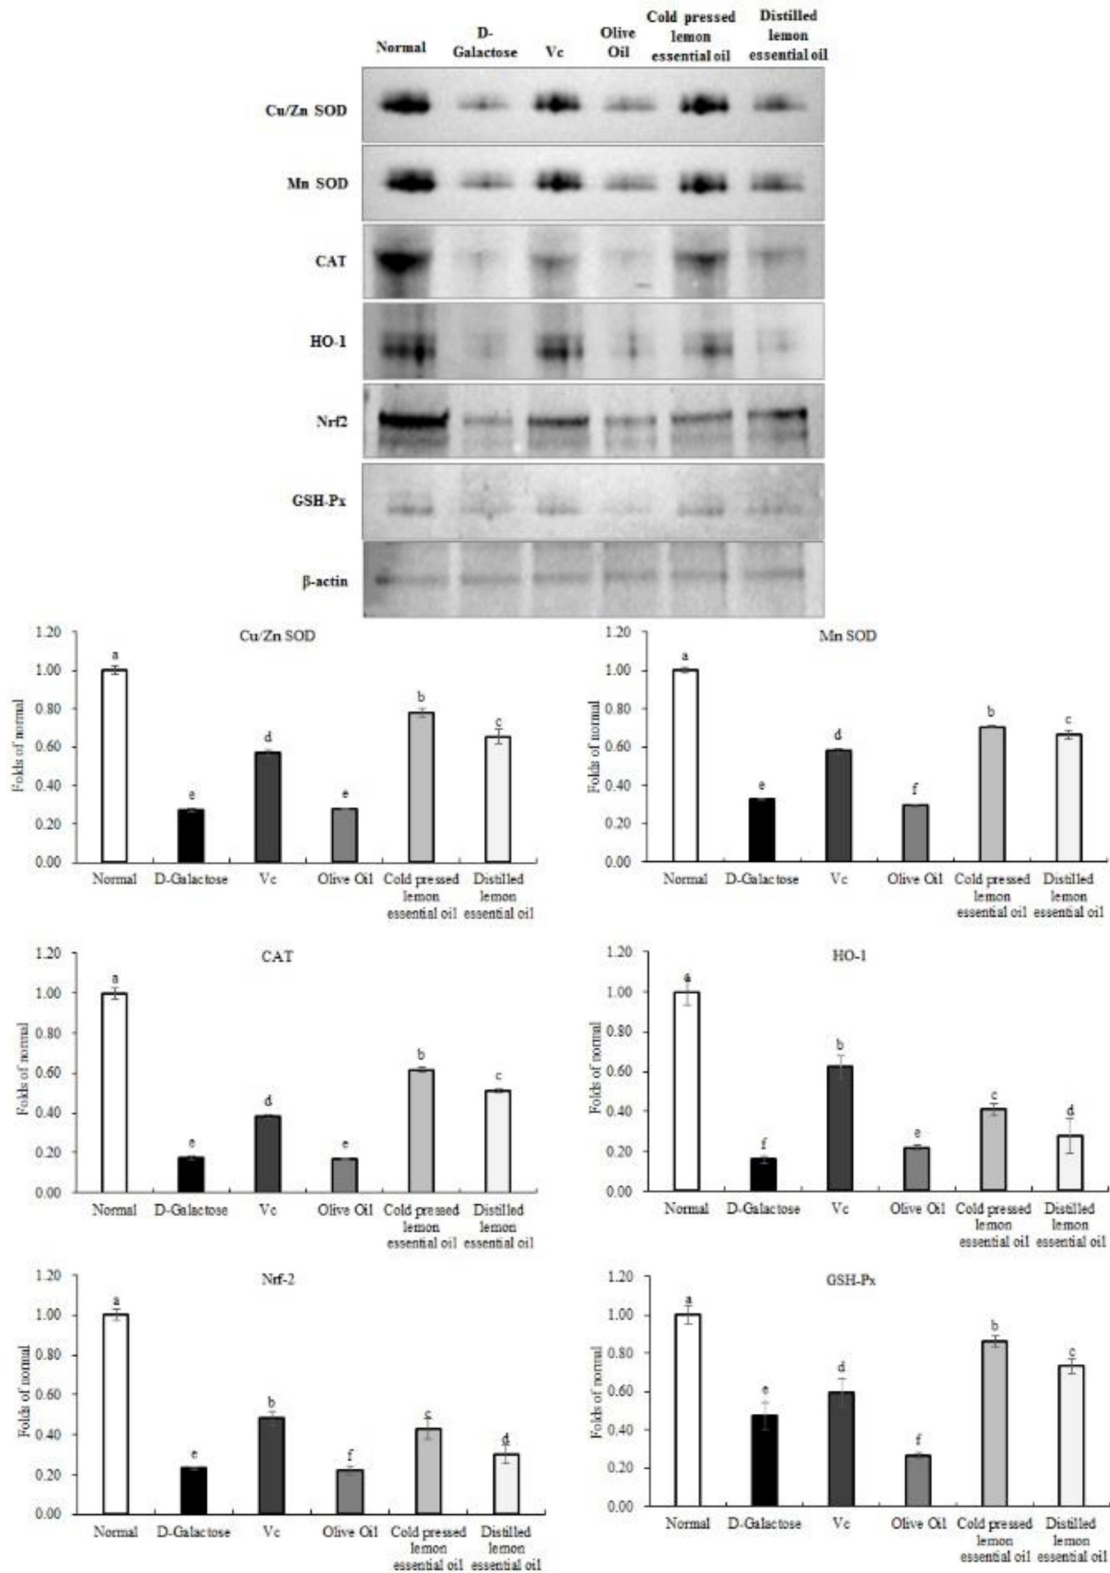 Normal
D-
Galactose
Vc
Olive
Oil
Cold pressed
lemon
essential oil
Distilled
lemon
essential oil
Cu/Zn SOD
Mn SOD
CAT
HO-1
Nrf2
GSH-Px
β-actin
Cu/Zn SOD
Folds of normal
1.20
1.00
0.80
0.60
0.40
0.20
0.00
a
e
d
e
b
c
Normal D-Galactose Vc Olive Oil Cold pressed Distilled
lemon lemon
essential oil essential oil
Mn SOD
Folds of normal
1.20
1.00
0.80
0.60
0.40
0.20
0.00
a
e
d
f
b
c
Normal D-Galactose Vc Olive Oil Cold pressed Distilled
lemon lemon
essential oil essential oil
CAT
Folds of normal
1.20
1.00
0.80
0.60
0.40
0.20
0.00
a
e
d
e
b
c
Normal D-Galactose Vc Olive Oil Cold pressed Distilled
lemon lemon
essential oil essential oil
HO-1
Folds of normal
1.20
1.00
0.80
0.60
0.40
0.20
0.00
f
b
e
c
d
Normal D-Galactose Vc Olive Oil Cold pressed Distilled
lemon lemon
essential oil essential oil
Nrf-2
Folds of normal
1.20
1.00
0.80
0.60
0.40
0.20
0.00
a
e
b
f
c
d
Normal D-Galactose Vc Olive Oil Cold pressed Distilled
lemon lemon
essential oil essential oil
GSH-Px
Folds of normal
1.20
1.00
0.80
0.60
0.40
0.20
0.00
a
e
d
f
b
c
Normal D-Galactose Vc Olive Oil Cold pressed Distilled
lemon lemon
essential oil essential oil